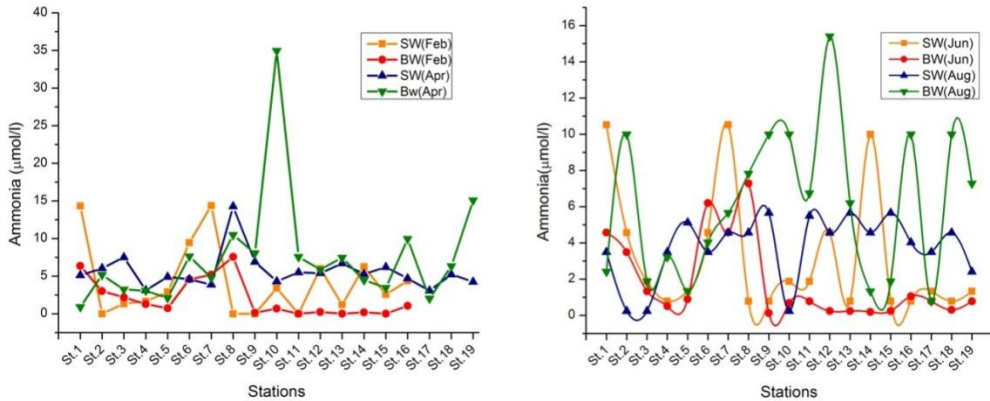 40
35
30
25
20
15
10
5
0
Ammonia (µmol/l)
SW(Feb)
BW(Feb)
SW(Apr)
Bw(Apr)
St.1 St.2 St.3 St.4 St.5 St.6 St.7 St.8 St.9 St.10 St.11 St.12 St.13 St.14 St.15 St.16 St.17 St.18 St.19
Stations
16
14
12
10
8
6
4
2
0
Ammonia(µmol/l)
SW(Jun)
BW(Jun)
SW(Aug)
BW(Aug)
St.1 St.2 St.3 St.4 St.5 St.6 St.7 St.8 St.9 St.10 St.11 St.12 St.13 St.14 St.15 St.16 St.17 St.18 St.19
Stations